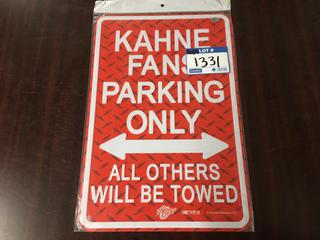 KAHNE
FANS
LOT #
1331
PARKING
ONLY
ALL OTHERS
WILL BE TOWED